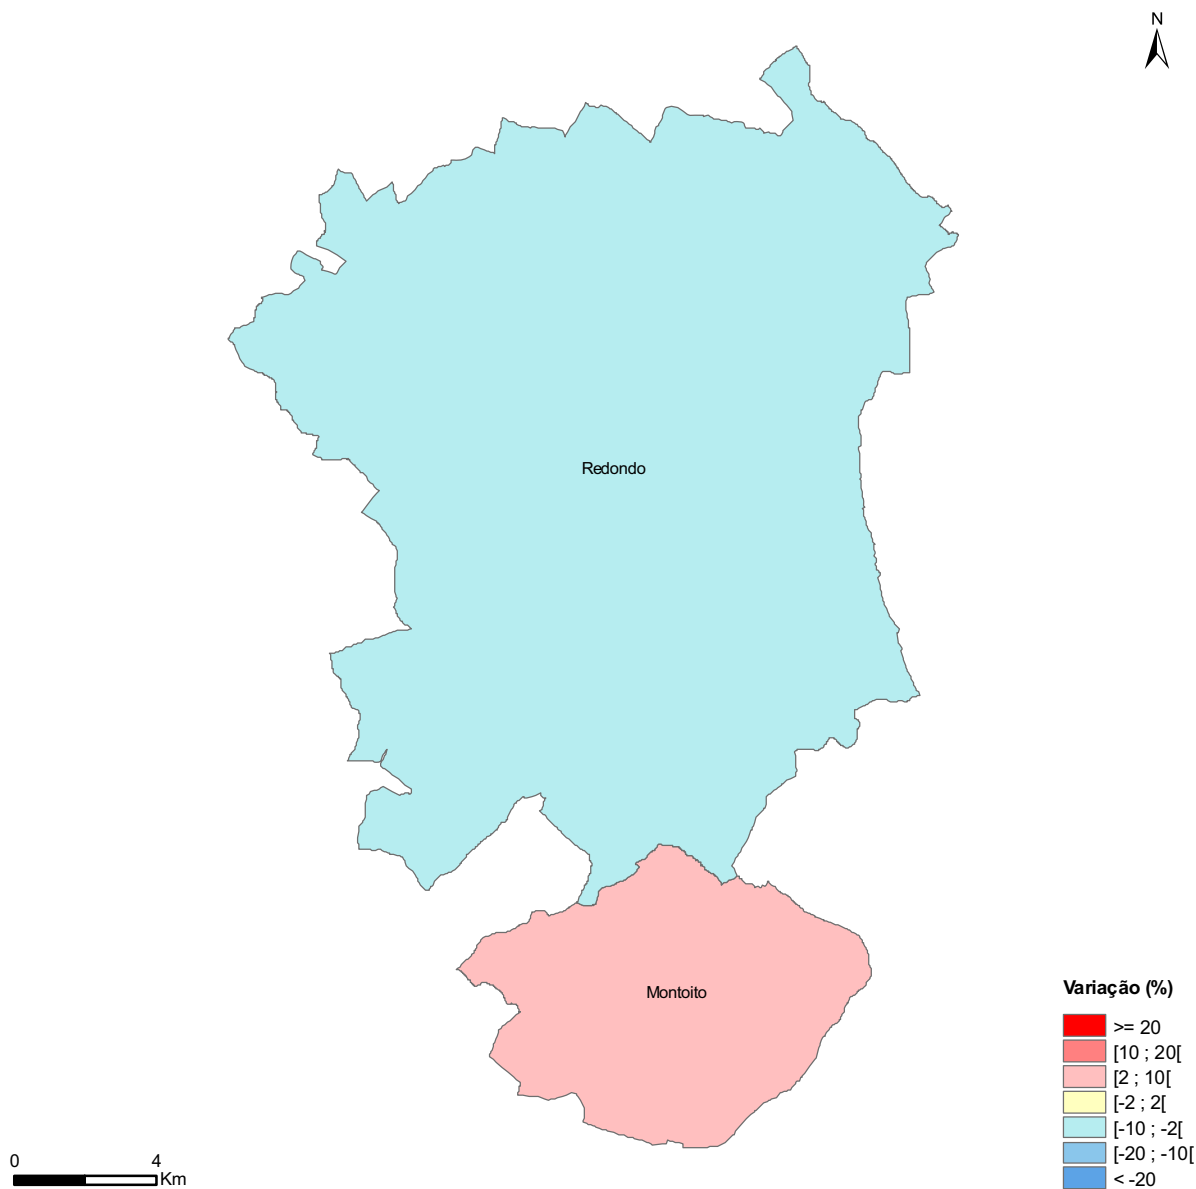 N
Redondo
Montoito
Variação (%)
>= 20
[10 ; 20[
[2 ; 10[
[-2 ; 2[
[-10 ; -2[
[-20 ; -10[
< -20
0 4
Km